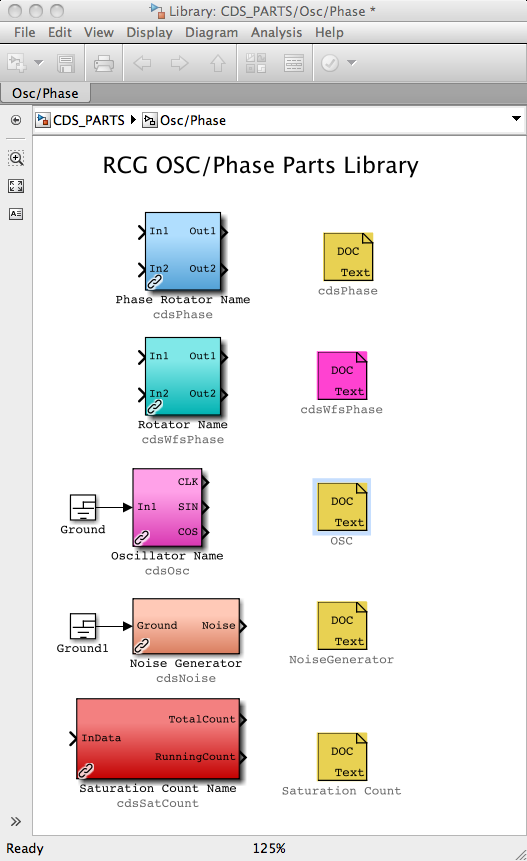 Library: CDS_PARTS/Osc/Phase *
File Edit View Display Diagram Analysis Help
Osc/Phase
CDS_PARTS Osc/Phase
RCG OSC/Phase Parts Library
In1 Out1
In2 Out2
Phase Rotator Name
cdsPhase
DOC
Text
cdsPhase
In1 Out1
In2 Out2
Rotator Name
cdsWfsPhase
DOC
Text
cdsWfsPhase
Ground
In1
CLK
SIN
COS
Oscillator Name
cdsOsc
DOC
Text
OSC
Ground1
Ground Noise
Noise Generator
cdsNoise
DOC
Text
NoiseGenerator
InData
TotalCount
RunningCount
Saturation Count Name
cdsSatCount
DOC
Text
Saturation Count
Ready 125%